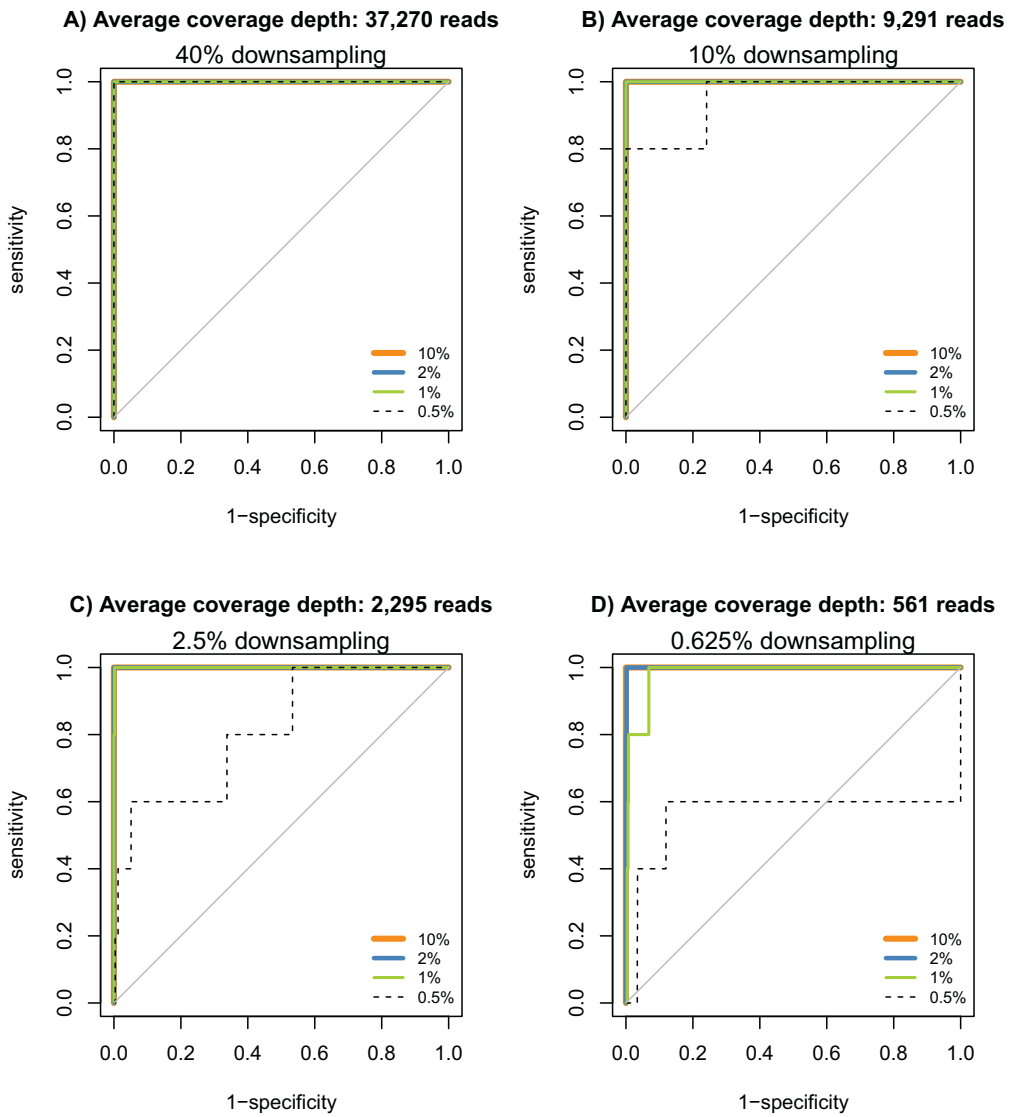 A) Average coverage depth: 37,270 reads
40% downsampling
sensitivity
1.0
0.8
0.6
0.4
0.2
0.0
10%
2%
1%
0.5%
0.0 0.2 0.4 0.6 0.8 1.0
1−specificity
B) Average coverage depth: 9,291 reads
10% downsampling
sensitivity
1.0
0.8
0.6
0.4
0.2
0.0
10%
2%
1%
0.5%
0.0 0.2 0.4 0.6 0.8 1.0
1−specificity
C) Average coverage depth: 2,295 reads
2.5% downsampling
sensitivity
1.0
0.8
0.6
0.4
0.2
0.0
10%
2%
1%
0.5%
0.0 0.2 0.4 0.6 0.8 1.0
1−specificity
D) Average coverage depth: 561 reads
0.625% downsampling
sensitivity
1.0
0.8
0.6
0.4
0.2
0.0
10%
2%
1%
0.5%
0.0 0.2 0.4 0.6 0.8 1.0
1−specificity